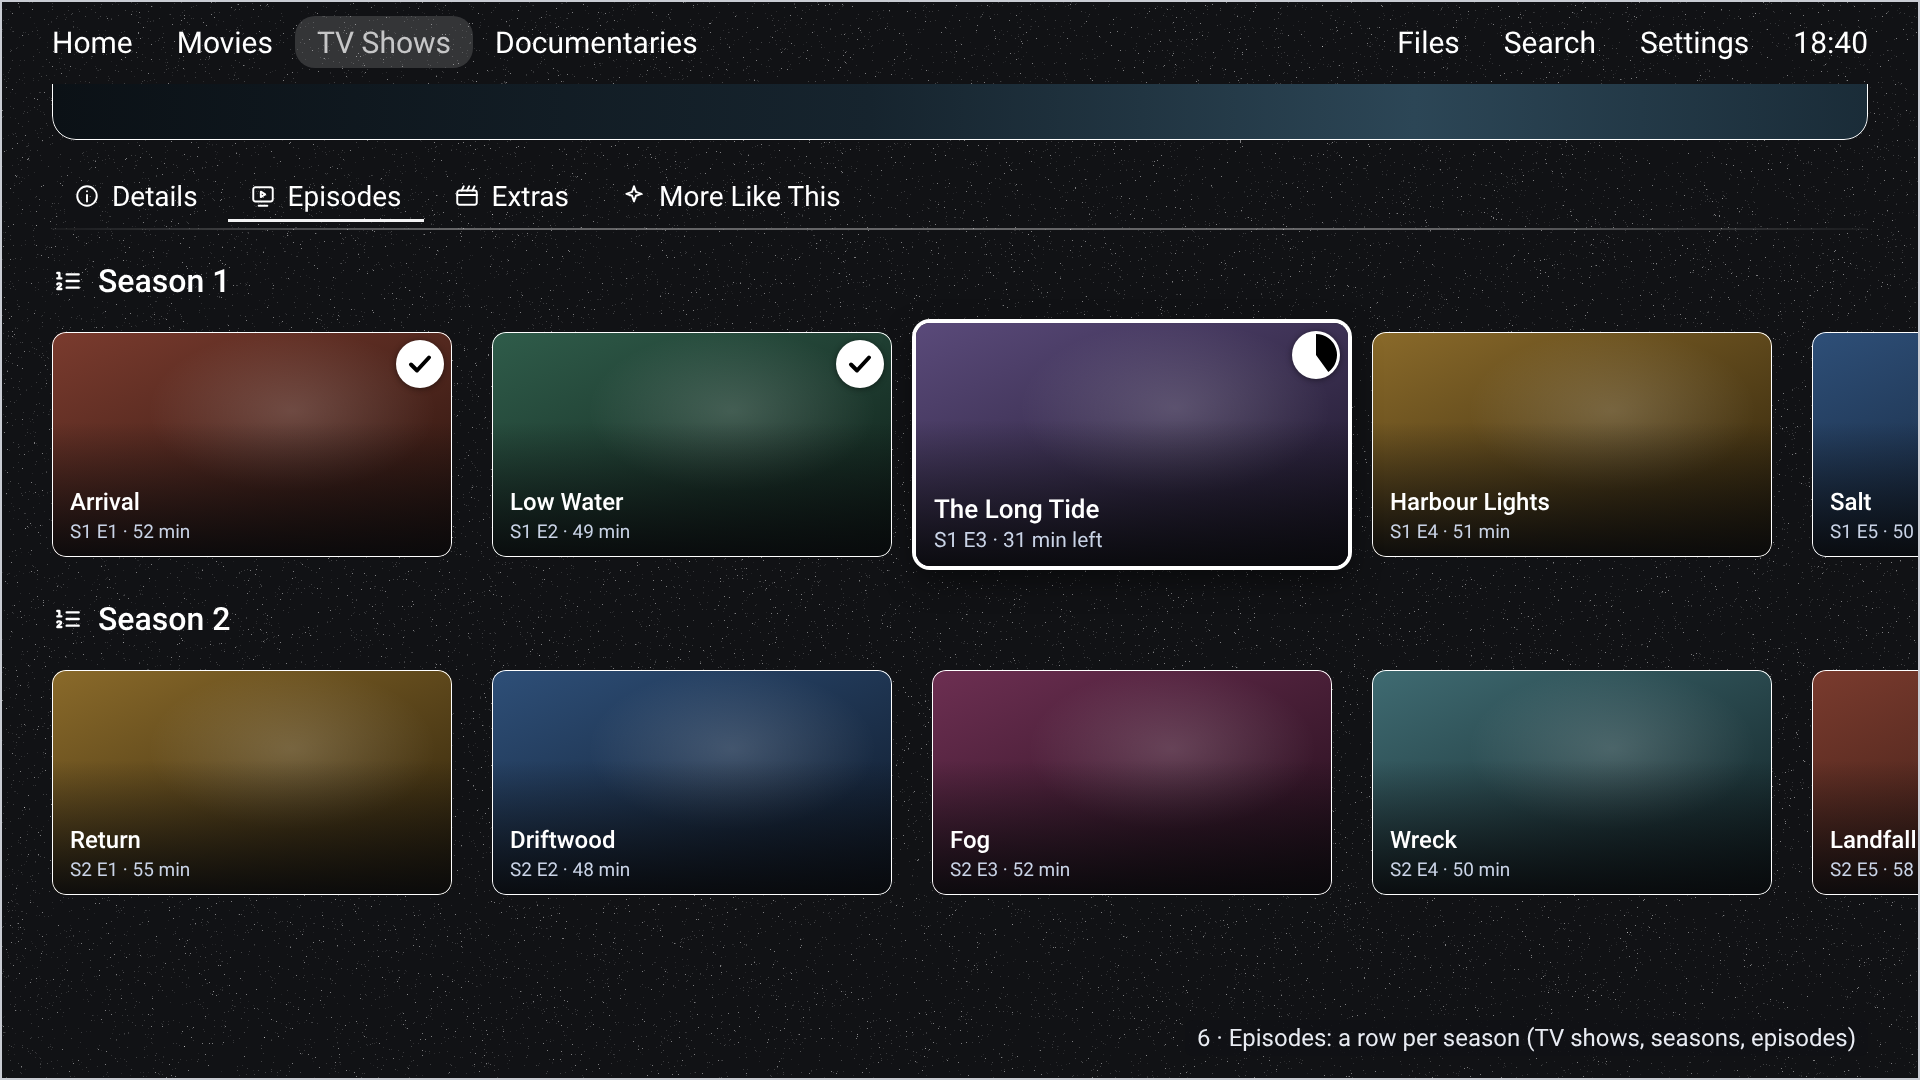 Home Movies TV Shows Documentaries Files Search Settings 18:40
Details Episodes Extras More Like This
Season 1
Arrival
S1 E1 · 52 min
Low Water
S1 E2 · 49 min
The Long Tide
S1 E3 · 31 min left
Harbour Lights
S1 E4 · 51 min
Salt
S1 E5 · 50
Season 2
Return
S2 E1 · 55 min
Driftwood
S2 E2 · 48 min
Fog
S2 E3 · 52 min
Wreck
S2 E4 · 50 min
Landfall
S2 E5 · 58
6 · Episodes: a row per season (TV shows, seasons, episodes)